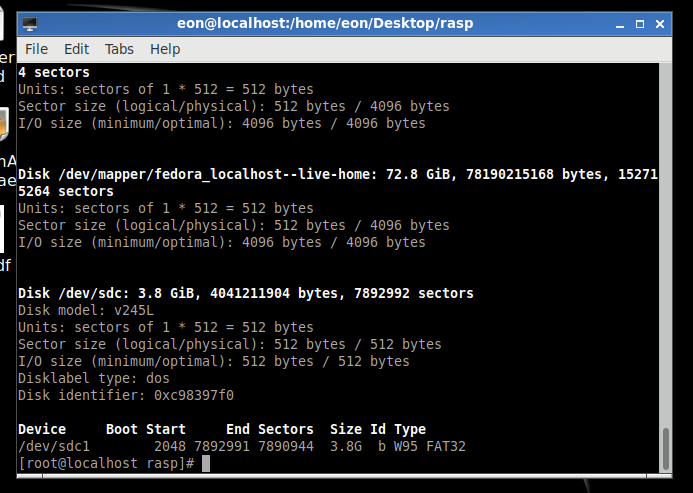 eon@localhost:/home/eon/Desktop/rasp
File Edit Tabs Help
4 sectors
Units: sectors of 1 * 512 = 512 bytes
Sector size (logical/physical): 512 bytes / 4096 bytes
I/O size (minimum/optimal): 4096 bytes / 4096 bytes
Disk /dev/mapper/fedora_localhost--live-home: 72.8 GiB, 78190215168 bytes, 15271
5264 sectors
Units: sectors of 1 * 512 = 512 bytes
Sector size (logical/physical): 512 bytes / 4096 bytes
I/O size (minimum/optimal): 4096 bytes / 4096 bytes
Disk /dev/sdc: 3.8 GiB, 4041211904 bytes, 7892992 sectors
Disk model: v245L
Units: sectors of 1 * 512 = 512 bytes
Sector size (logical/physical): 512 bytes / 512 bytes
I/O size (minimum/optimal): 512 bytes / 512 bytes
Disklabel type: dos
Disk identifier: 0xc98397f0
Device Boot Start End Sectors Size Id Type
/dev/sdc1 2048 7892991 7890944 3.8G b W95 FAT32
[root@localhost rasp]#